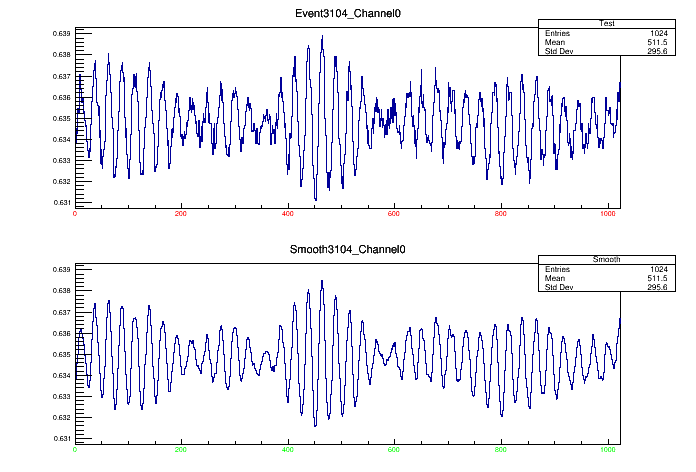 Event3104_Channel0
Test
Entries 1024
Mean 511.5
Std Dev 295.6
0.639
0.638
0.637
0.636
0.635
0.634
0.633
0.632
0.631
0 200 400 600 800 1000
Smooth3104_Channel0
Smooth
Entries 1024
Mean 511.5
Std Dev 295.6
0.639
0.638
0.637
0.636
0.635
0.634
0.633
0.632
0.631
0 200 400 600 800 1000